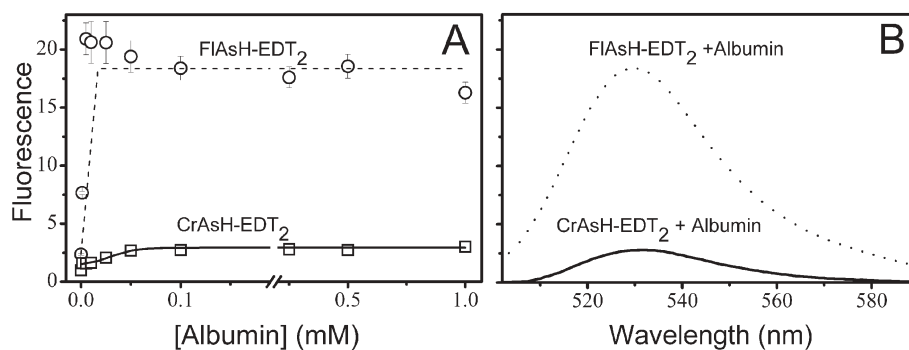 A
FlAsH-EDT2
CrAsH-EDT2
Fluorescence
20
15
10
5
0
0.0 0.1 0.5 1.0
[Albumin] (mM)
B
FlAsH-EDT2 +Albumin
CrAsH-EDT2 + Albumin
520 540 560 580
Wavelength (nm)